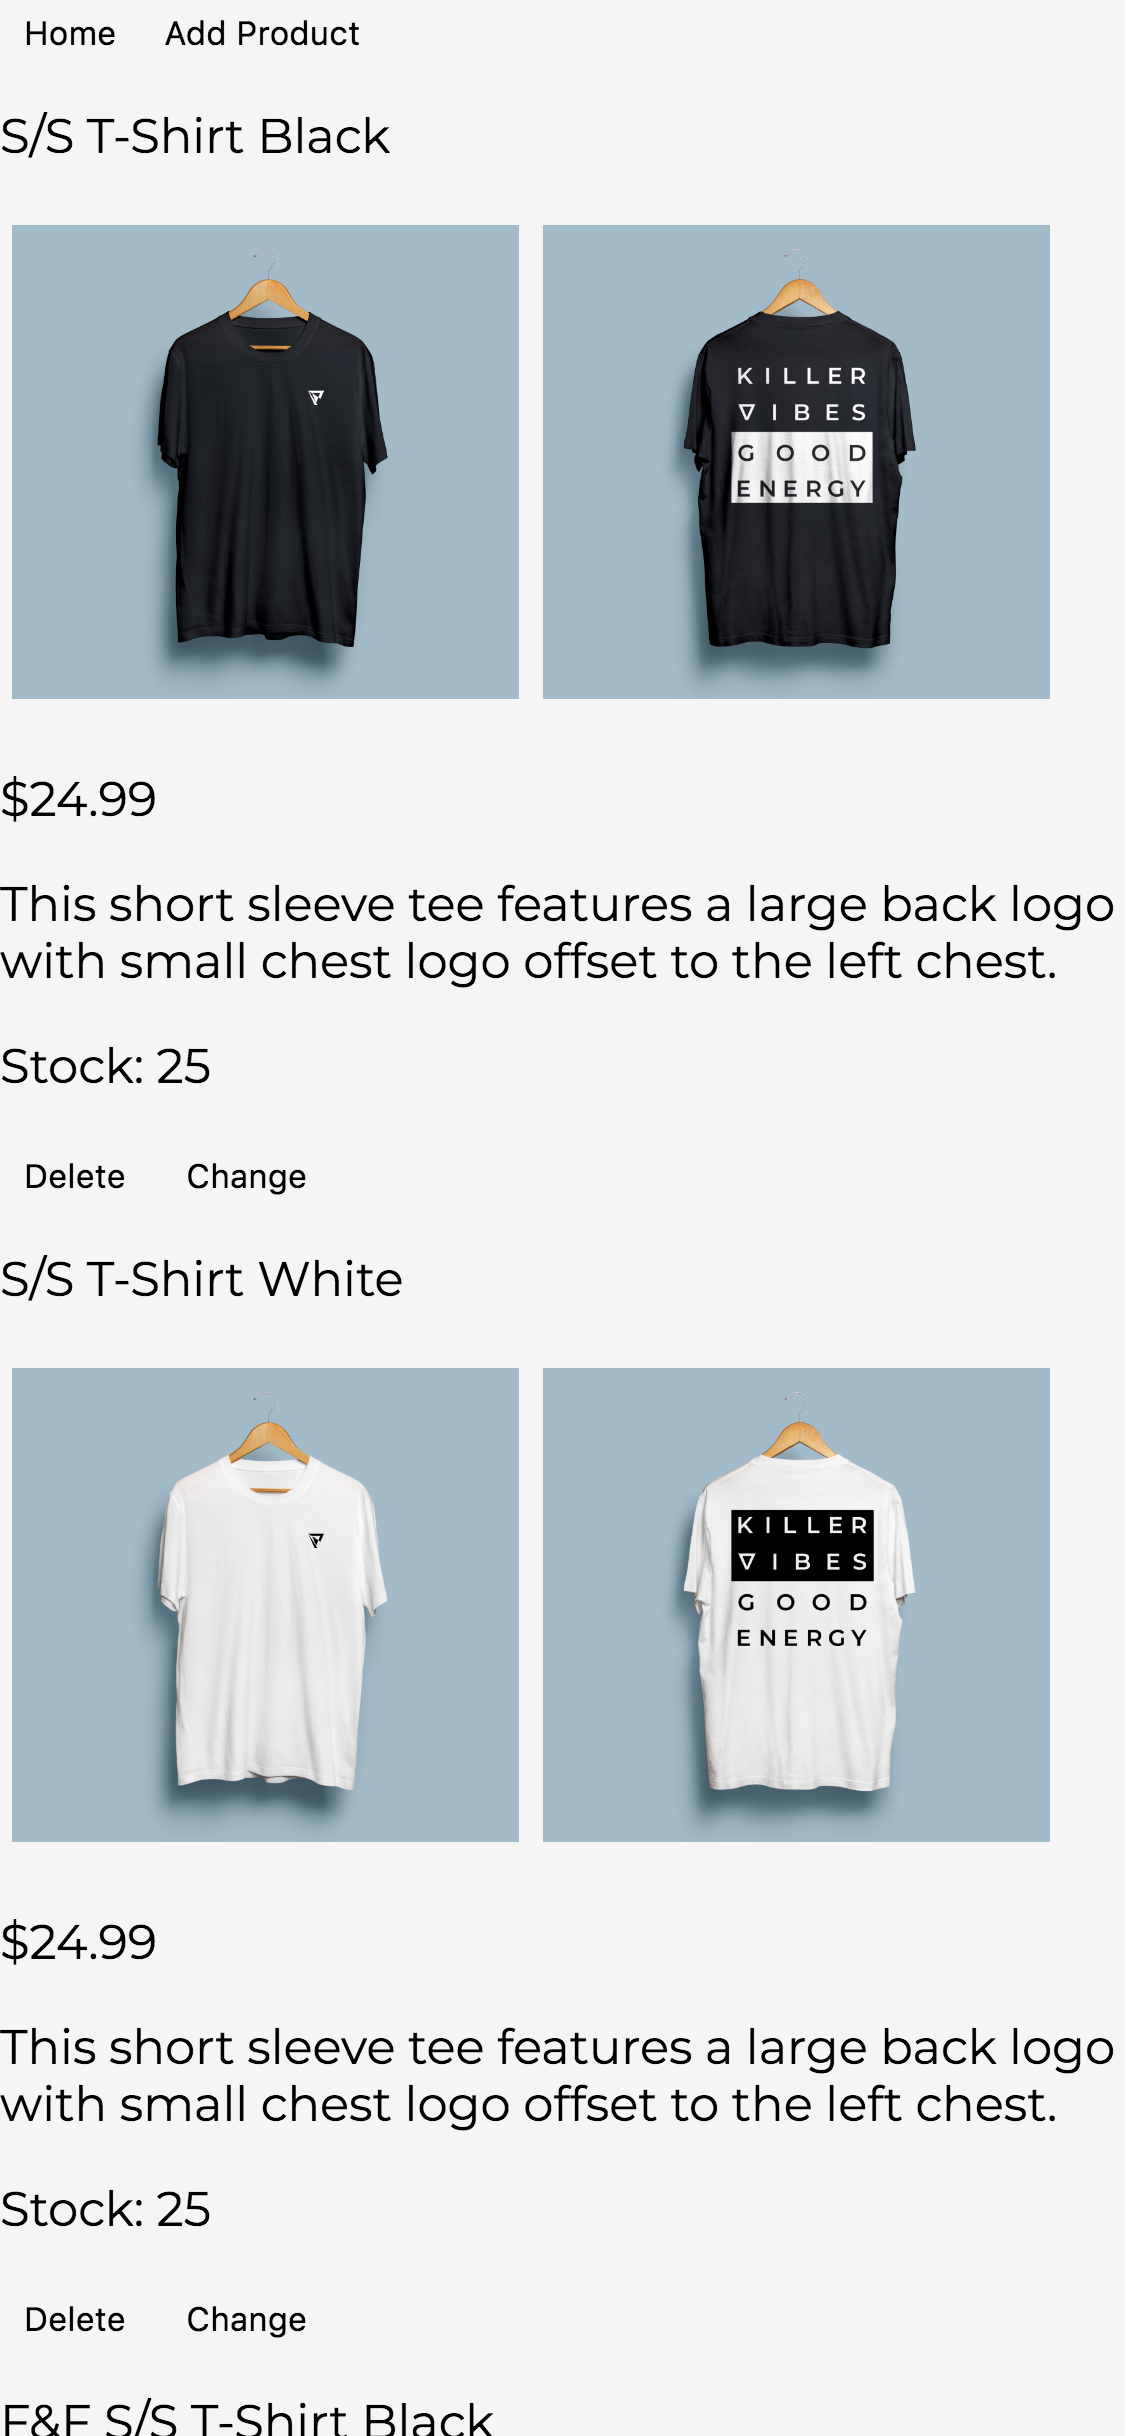 Home Add Product
S/S T-Shirt Black
KILLER
VIBES
GOOD
ENERGY
$24.99
This short sleeve tee features a large back logo
with small chest logo offset to the left chest.
Stock: 25
Delete Change
S/S T-Shirt White
KILLER
VIBES
GOOD
ENERGY
$24.99
This short sleeve tee features a large back logo
with small chest logo offset to the left chest.
Stock: 25
Delete Change
F&F S/S T-Shirt Black